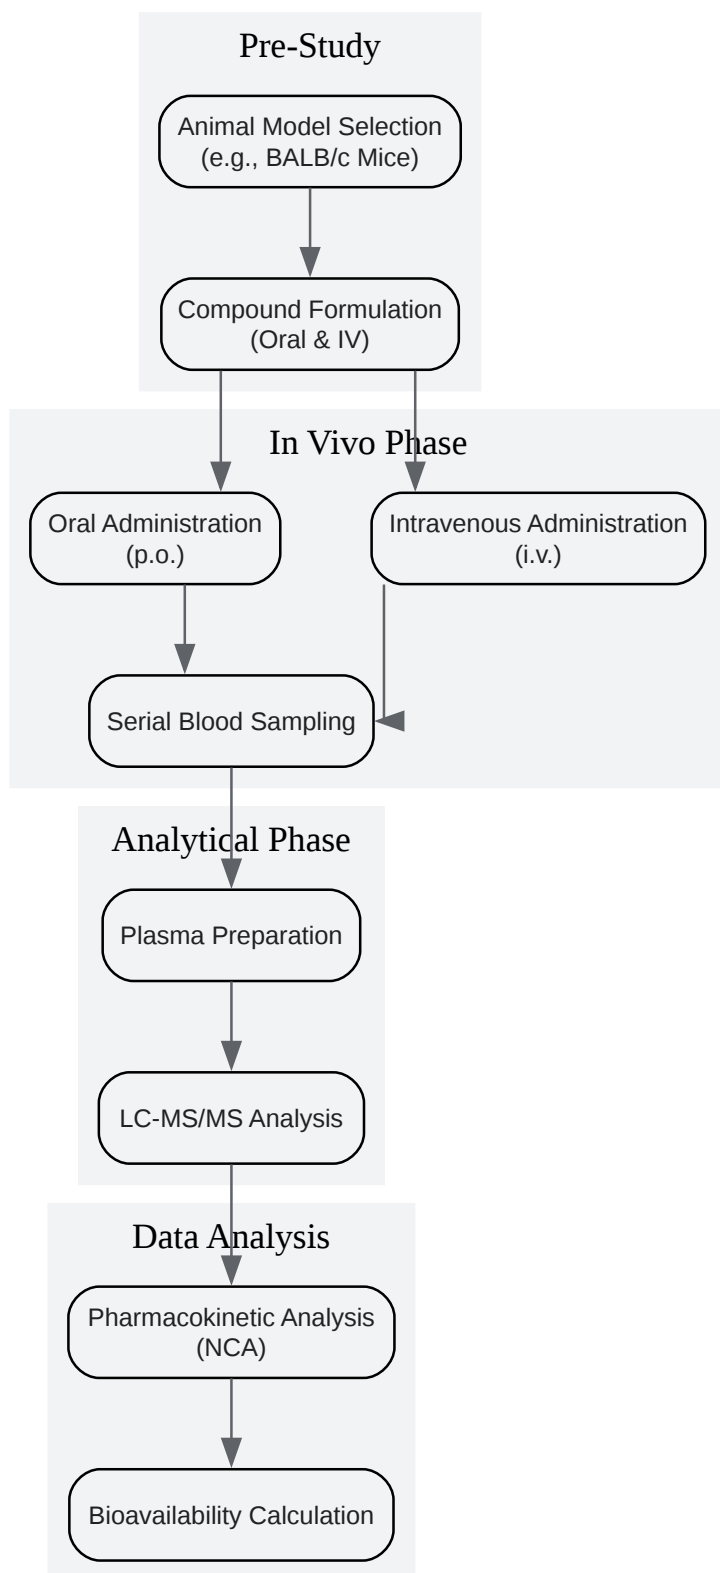 Pre-Study
Animal Model Selection
(e.g., BALB/c Mice)
Compound Formulation
(Oral & IV)
In Vivo Phase
Oral Administration
(p.o.)
Intravenous Administration
(i.v.)
Serial Blood Sampling
Analytical Phase
Plasma Preparation
LC-MS/MS Analysis
Data Analysis
Pharmacokinetic Analysis
(NCA)
Bioavailability Calculation